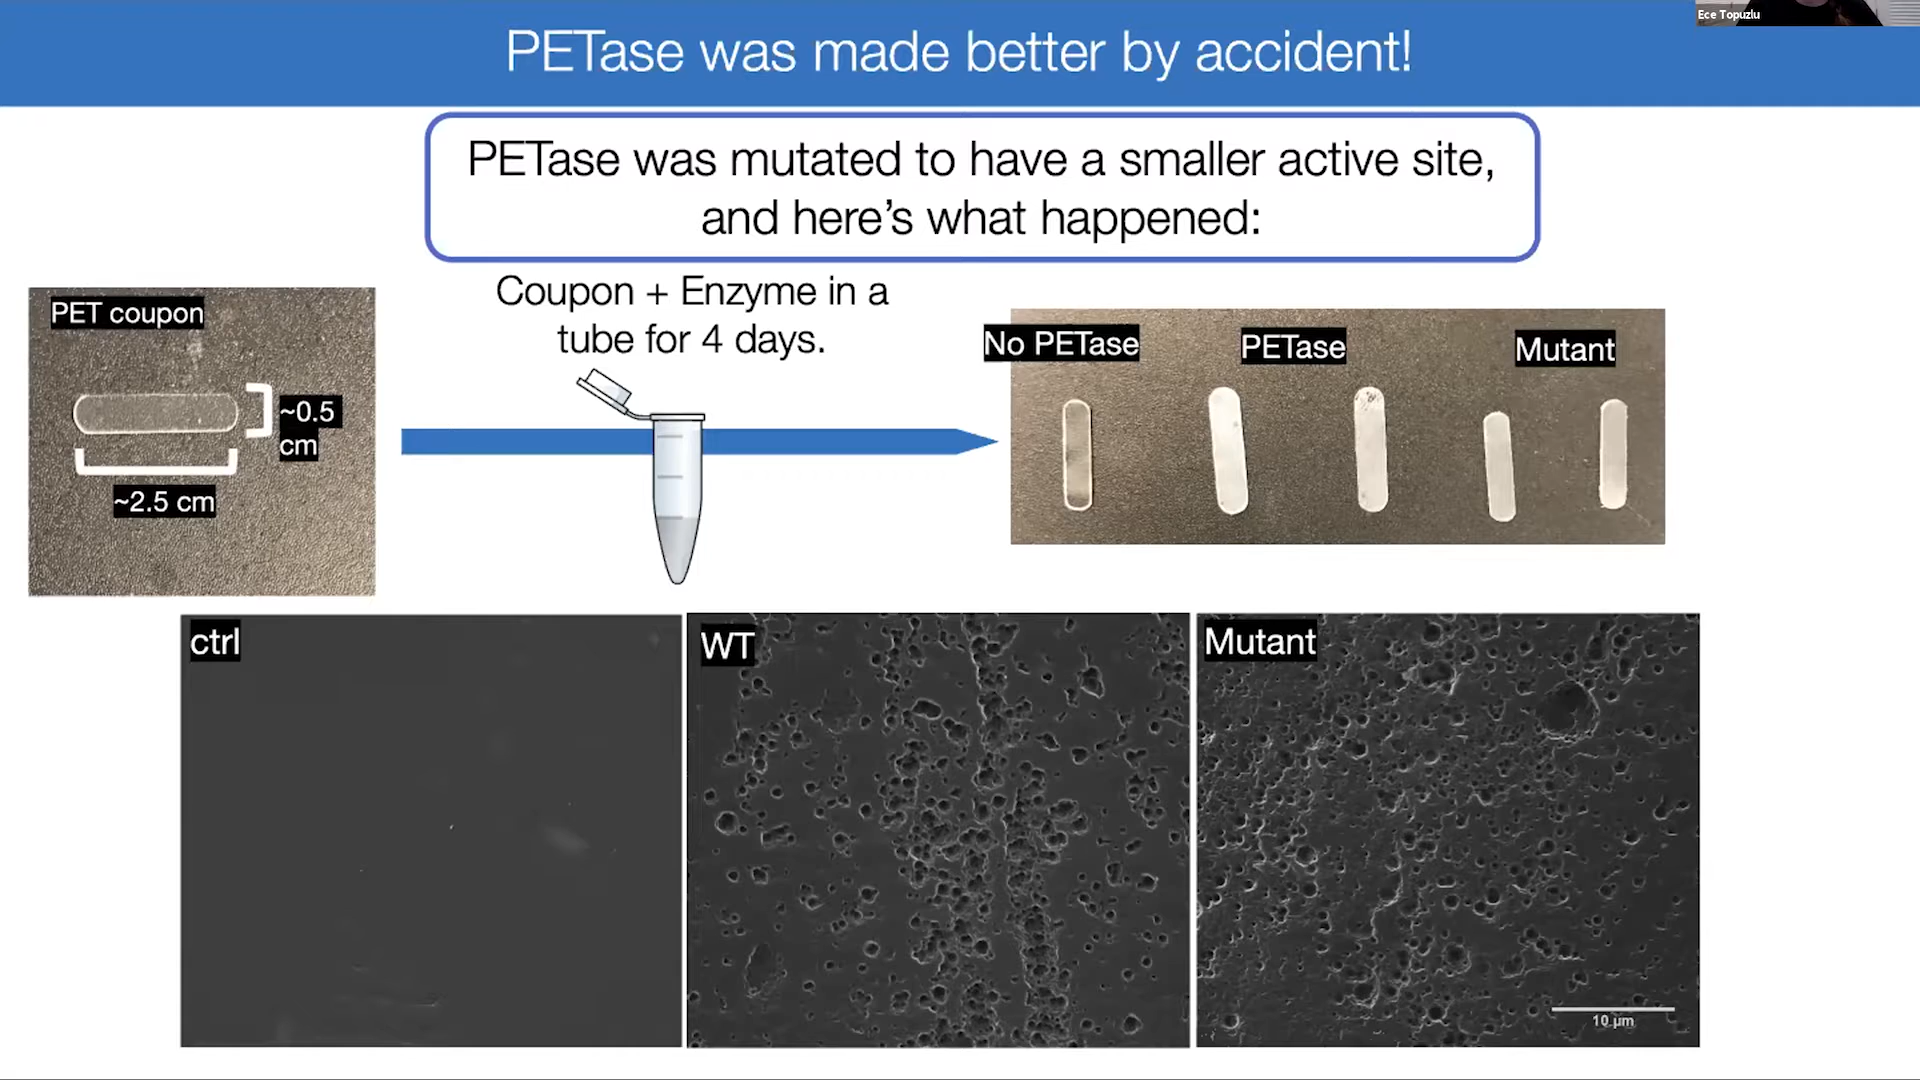 Ece Topuzlu
PETase was made better by accident!
PETase was mutated to have a smaller active site,
and here's what happened:
PET coupon
~0.5
cm
~2.5 cm
Coupon + Enzyme in a
tube for 4 days.
No PETase
PETase
Mutant
ctrl
WT
Mutant
10 µm